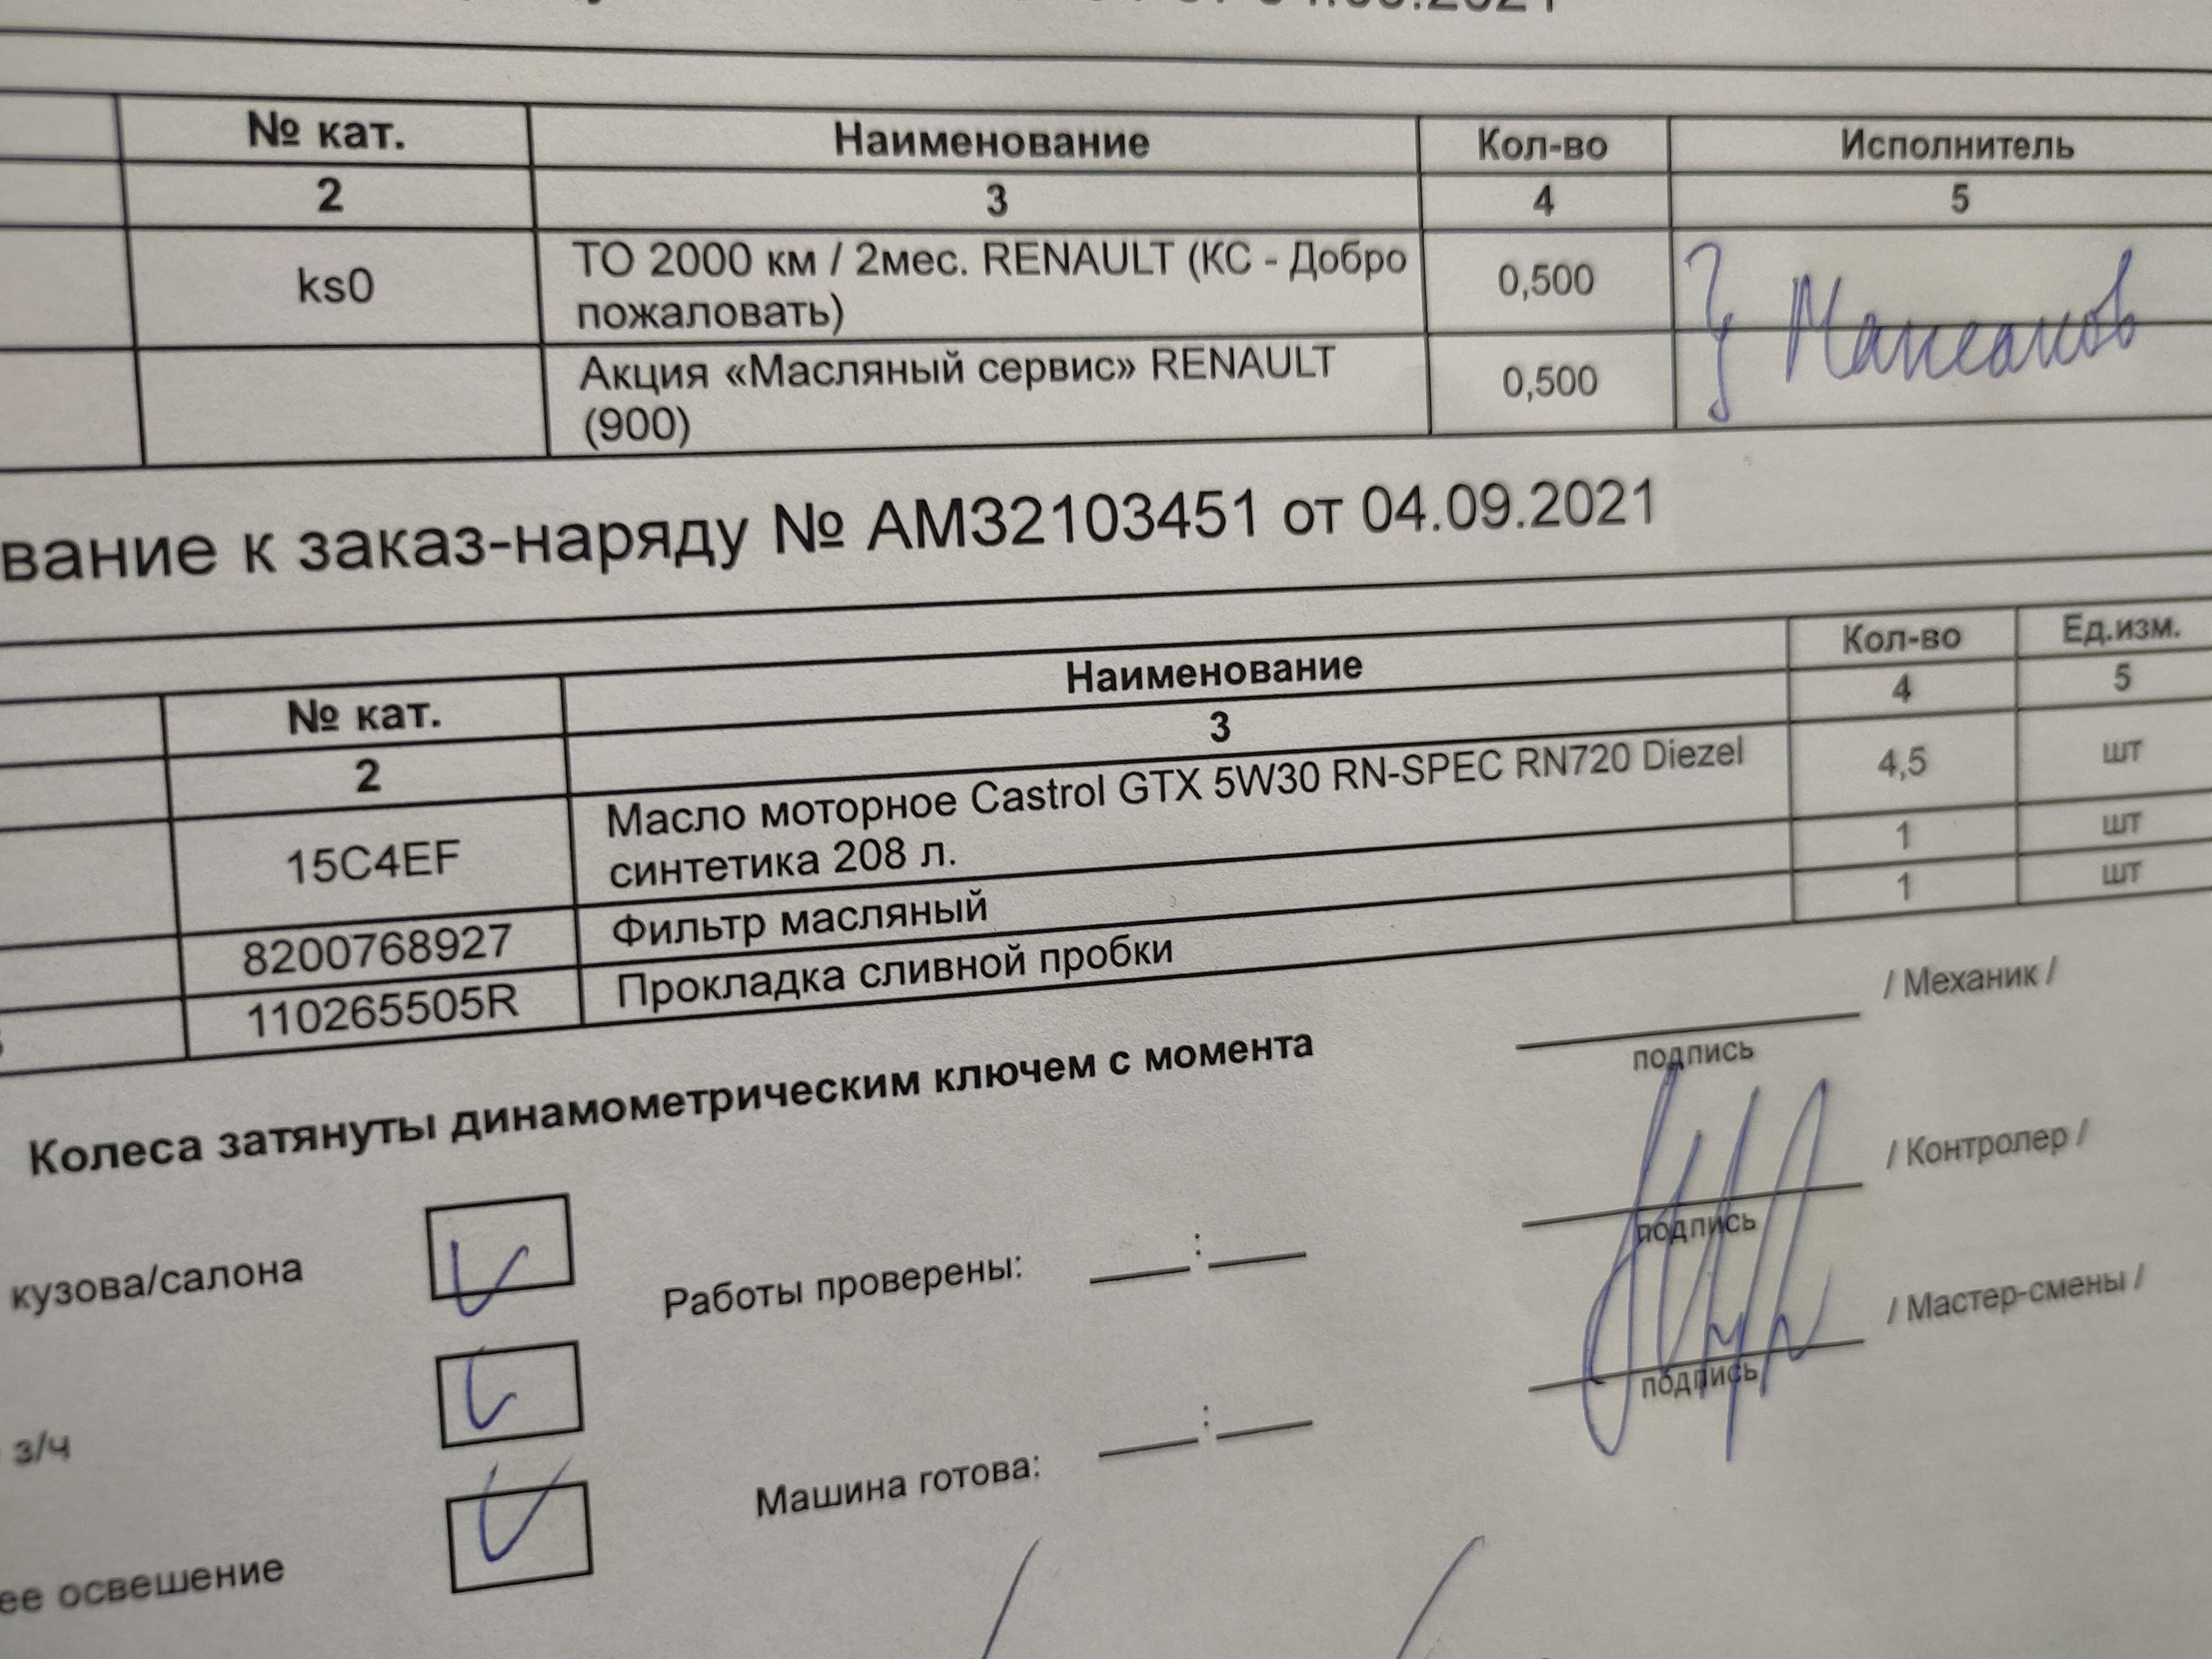 № кат. Наименование Кол-во Исполнитель
2 3 4 5
ks0 ТО 2000 км / 2мес. RENAULT (КС - Добро 0,500
пожаловать)
Акция «Масляный сервис» RENAULT 0,500
(900)
вание к заказ-наряду № АМ32103451 от 04.09.2021
№ кат. Наименование Кол-во Ед.изм.
2 3 4 5
15C4EF Масло моторное Castrol GTX 5W30 RN-SPEC RN720 Diezel 4,5 шт
синтетика 208 л.
8200768927 Фильтр масляный 1 шт
110265505R Прокладка сливной пробки 1 шт
/ Механик /
подпись
Колеса затянуты динамометрическим ключем с момента
/ Контролер /
подпись
кузова/салона Работы проверены: __:__
/ Мастер-смены /
подпись
з/ч
Машина готова: __:__
ее освешение